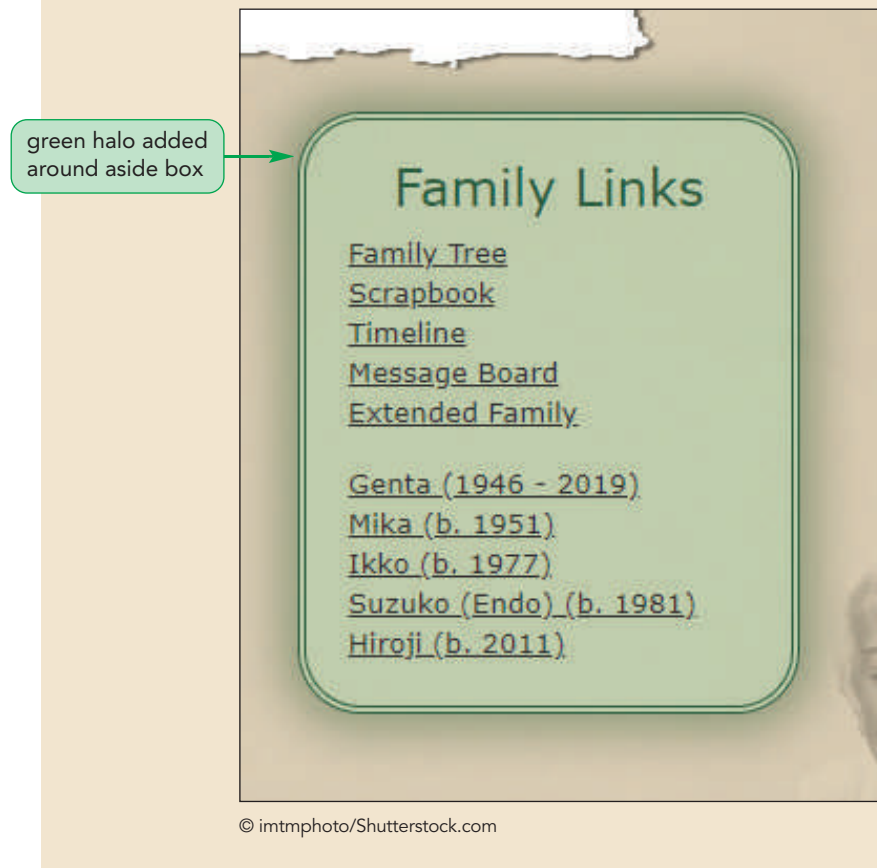 green halo added
around aside box
Family Links
Family Tree
Scrapbook
Timeline
Message Board
Extended Family
Genta (1946 - 2019)
Mika (b. 1951)
Ikko (b. 1977)
Suzuko (Endo) (b. 1981)
Hiroji (b. 2011)
© imtmphoto/Shutterstock.com